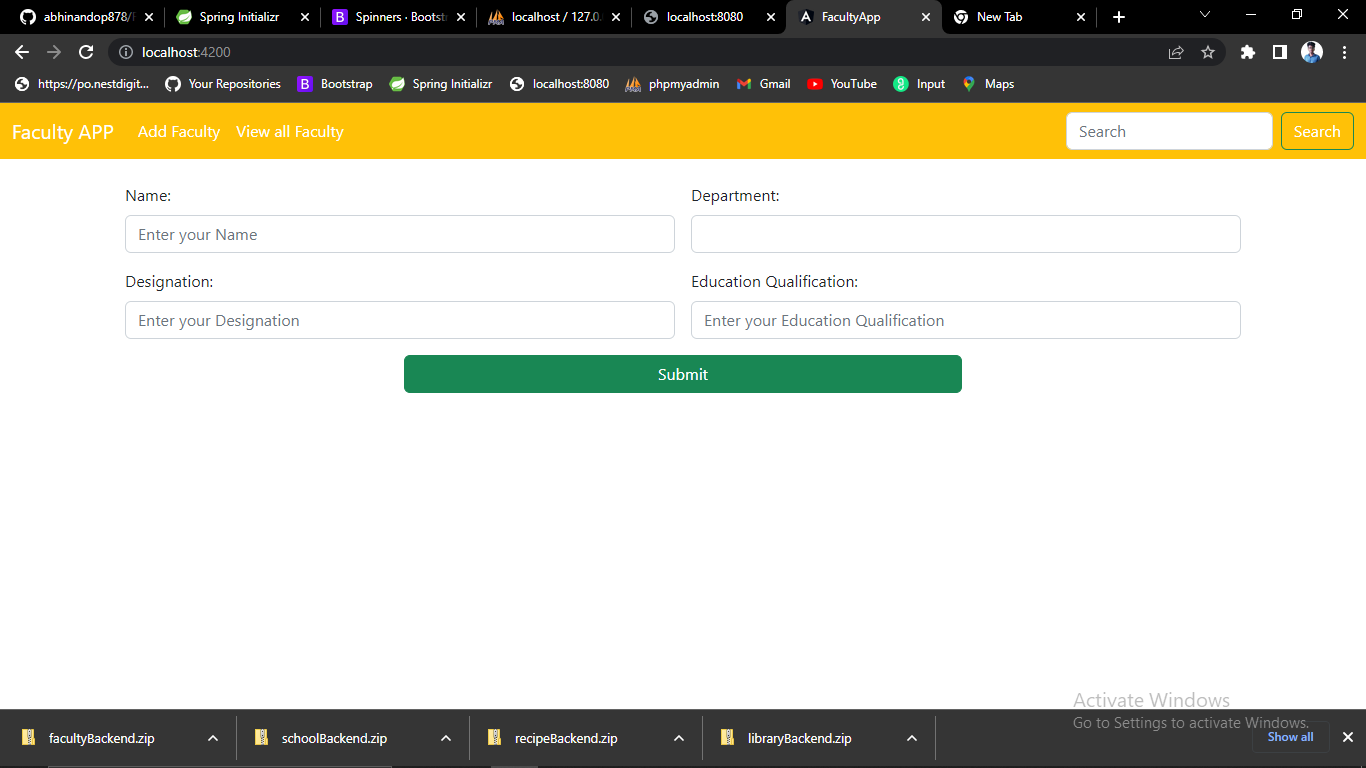 abhinandop878/F
Spring Initializr
Spinners · Bootst
localhost / 127.0.
localhost:8080
FacultyApp
New Tab
localhost:4200
https://po.nestdigit...
Your Repositories
Bootstrap
Spring Initializr
localhost:8080
phpmyadmin
Gmail
YouTube
Input
Maps
Faculty APP
Add Faculty
View all Faculty
Search
Search
Name:
Department:
Enter your Name
Designation:
Education Qualification:
Enter your Designation
Enter your Education Qualification
Submit
Activate Windows
Go to Settings to activate Windows.
facultyBackend.zip
schoolBackend.zip
recipeBackend.zip
libraryBackend.zip
Show all